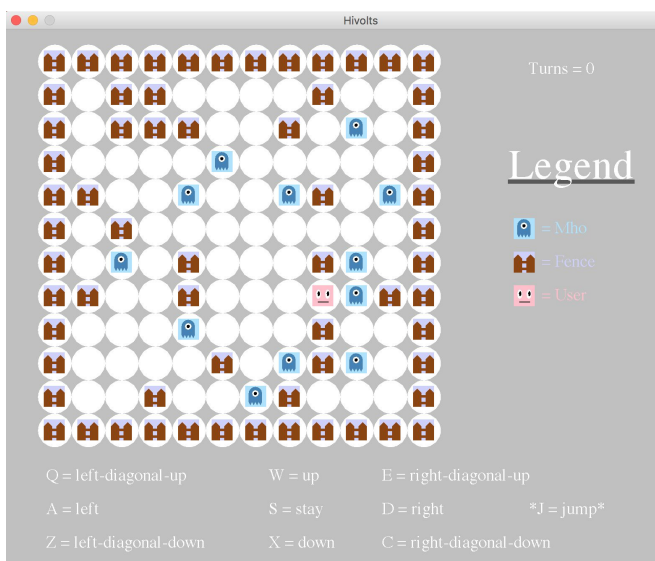 Hivolts
Turns = 0
Legend
= Mho
= Fence
= User
Q = left-diagonal-up W = up E = right-diagonal-up
A = left S = stay D = right *J = jump*
Z = left-diagonal-down X = down C = right-diagonal-down